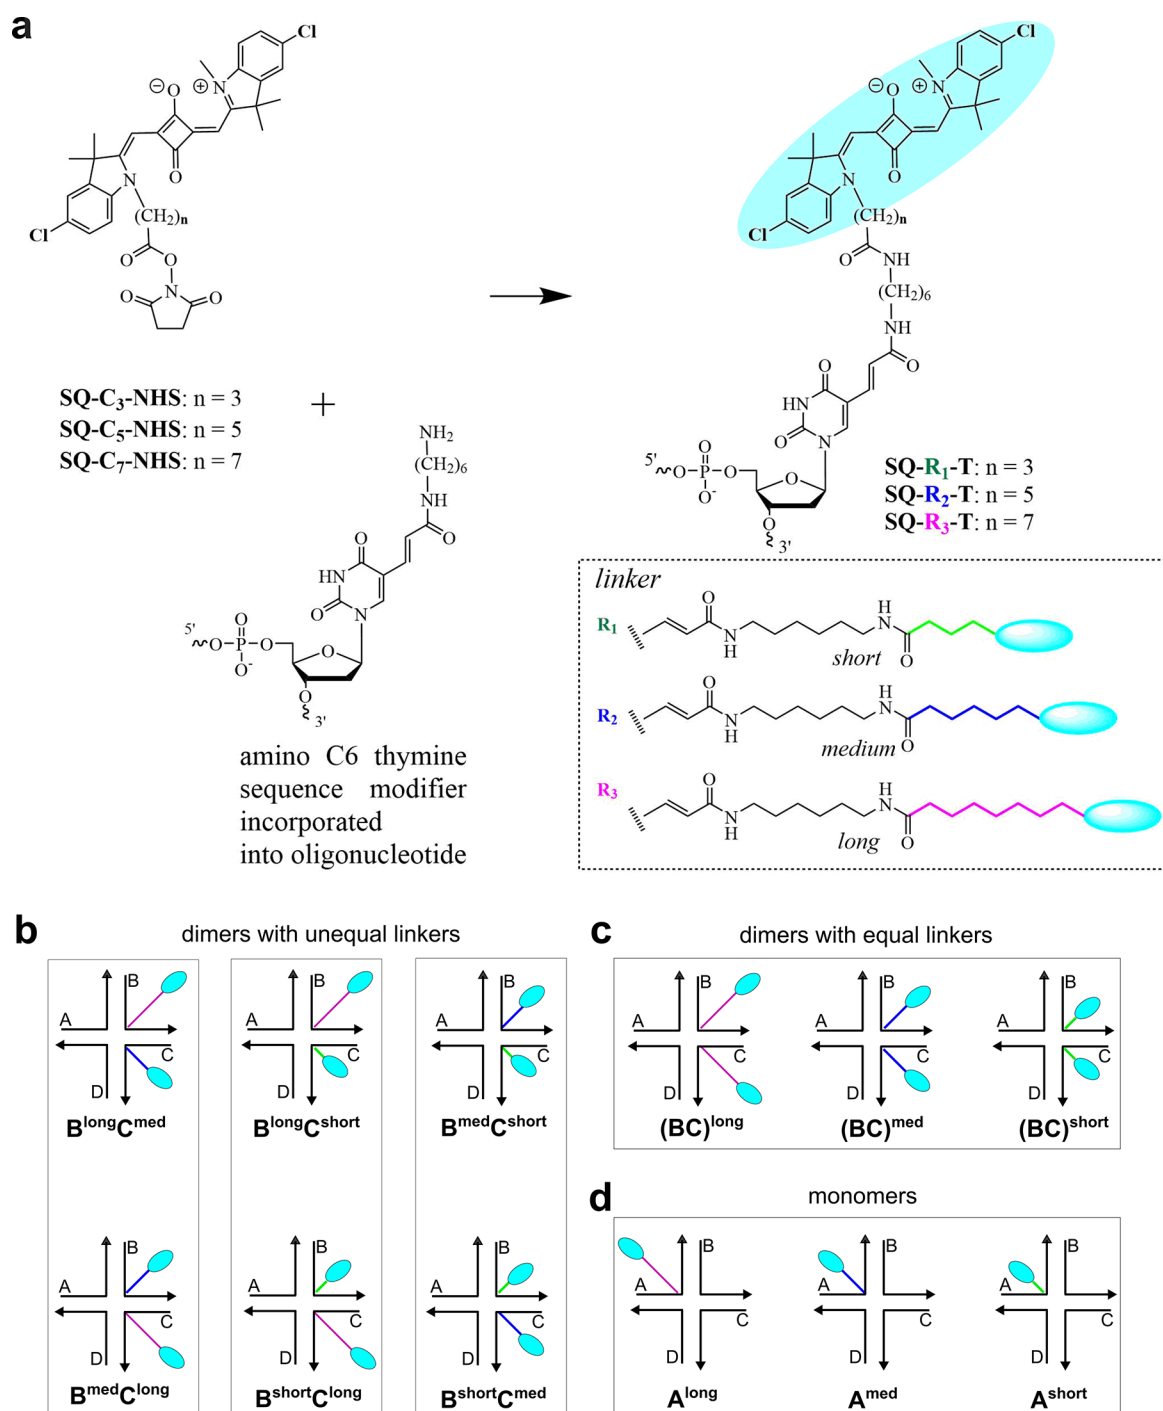 a
Cl
O⊖
⊕
N
O
N
Cl
(CH2)n
O
O
N
O
O
SQ-C3-NHS: n = 3
SQ-C5-NHS: n = 5
SQ-C7-NHS: n = 7
+
NH2
(CH2)6
NH
O
O
HN
O
N
5'
O
O-P-O
O-
O
O
3'
amino C6 thymine
sequence modifier
incorporated
into oligonucleotide
Cl
O⊖
⊕
N
O
N
Cl
(CH2)n
O
NH
(CH2)6
NH
O
O
HN
O
N
5'
O
O-P-O
O-
O
O
3'
SQ-R1-T: n = 3
SQ-R2-T: n = 5
SQ-R3-T: n = 7
linker
R1
O
N
H
H
N
O
short
R2
O
N
H
H
N
O
medium
R3
O
N
H
H
N
O
long
b
dimers with unequal linkers
A B C D
BlongCmed
A B C D
BlongCshort
A B C D
BmedCshort
A B C D
BmedClong
A B C D
BshortClong
A B C D
BshortCmed
c
dimers with equal linkers
A B C D
(BC)long
A B C D
(BC)med
A B C D
(BC)short
d
monomers
A B C D
Along
A B C D
Amed
A B C D
Ashort